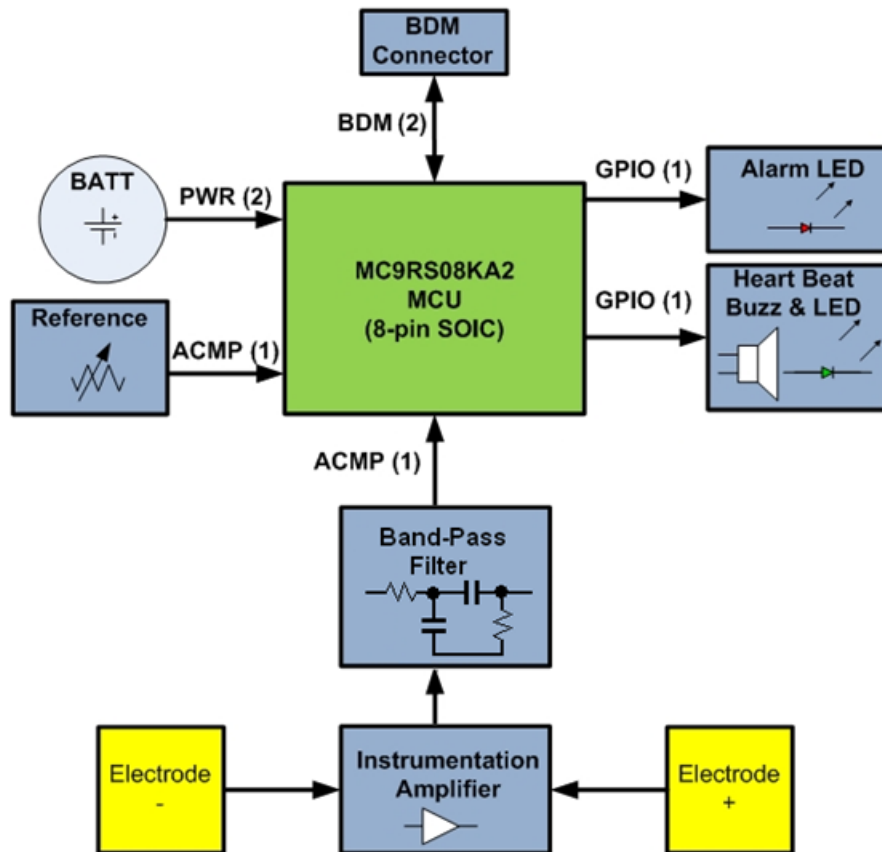 BDM
Connector
BDM (2)
BATT
PWR (2)
GPIO (1)
Alarm LED
MC9RS08KA2
MCU
(8-pin SOIC)
Reference
ACMP (1)
GPIO (1)
Heart Beat
Buzz & LED
ACMP (1)
Band-Pass
Filter
Electrode
-
Instrumentation
Amplifier
Electrode
+